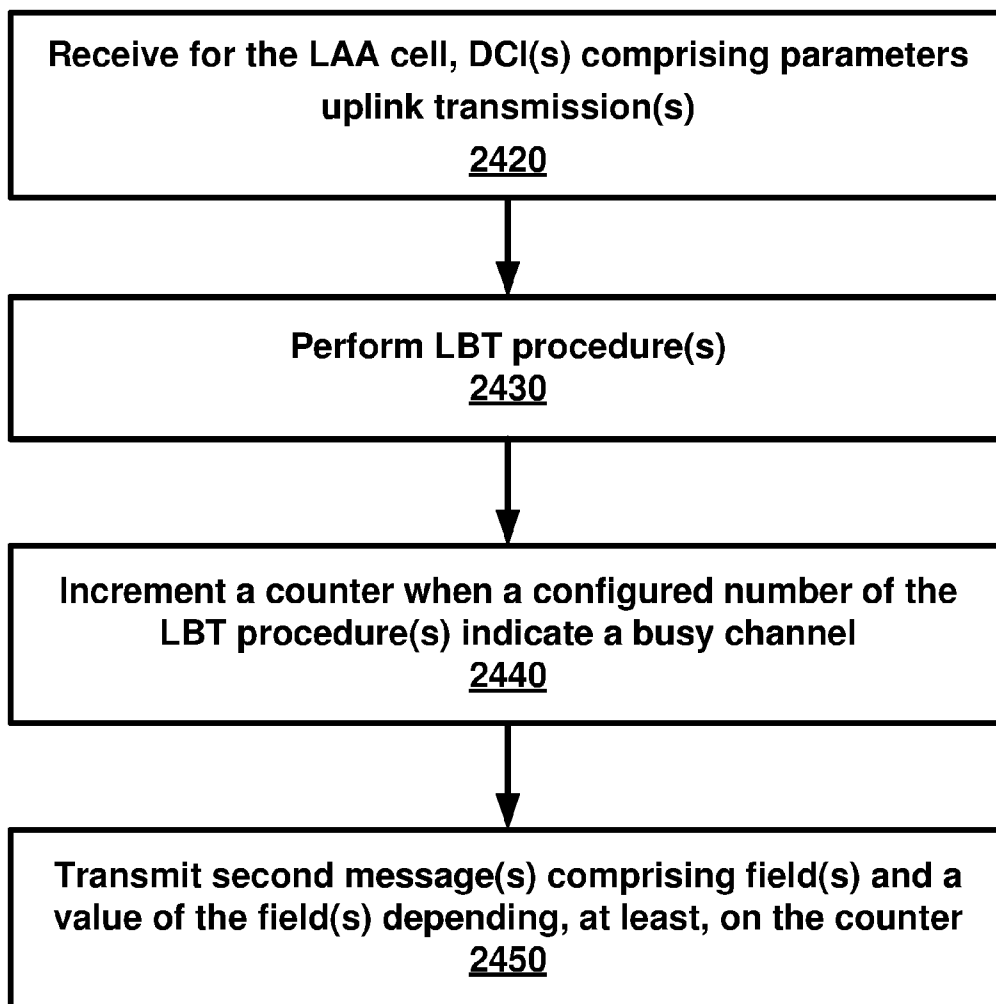 Receive for the LAA cell, DCI(s) comprising parameters
uplink transmission(s)
2420
Perform LBT procedure(s)
2430
Increment a counter when a configured number of the
LBT procedure(s) indicate a busy channel
2440
Transmit second message(s) comprising field(s) and a
value of the field(s) depending, at least, on the counter
2450